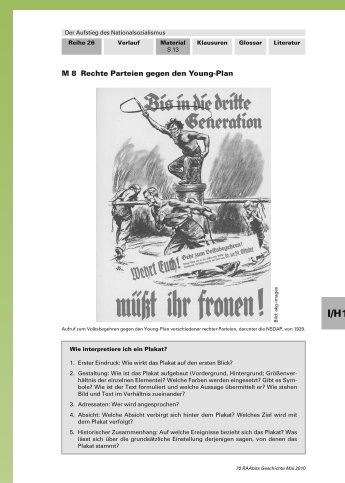 Der Aufstieg des Nationalsozialismus
Reihe 26 Verlauf Material S 13 Klausuren Glossar Literatur
M 8 Rechte Parteien gegen den Young-Plan
Bis in die dritte
Generation
Wehrt Euch!
Geht zum Volksbegehren!
müßt ihr fronen!
Bild: akg-images
I/H1
Aufruf zum Volksbegehren gegen den Young-Plan verschiedener rechter Parteien, darunter die NSDAP, von 1929.
Wie interpretiere ich ein Plakat?
1. Erster Eindruck: Wie wirkt das Plakat auf den ersten Blick?
2. Gestaltung: Wie ist das Plakat aufgebaut (Vordergrund, Hintergrund; Größenver-
hältnis der einzelnen Elemente)? Welche Farben werden eingesetzt? Gibt es Sym-
bole? Wie ist der Text formuliert und welche Aussage übermittelt er? Wie stehen
Bild und Text im Verhältnis zueinander?
3. Adressaten: Wer wird angesprochen?
4. Absicht: Welche Absicht verbirgt sich hinter dem Plakat? Welches Ziel wird mit
dem Plakat verfolgt?
5. Historischer Zusammenhang: Auf welche Ereignisse bezieht sich das Plakat? Was
lässt sich über die grundsätzliche Einstellung derjenigen sagen, von denen das
Plakat stammt?
70 RAAbits Geschichte Mai 2010